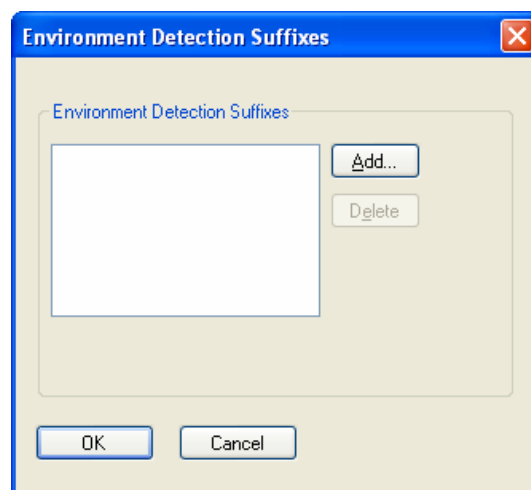 Environment Detection Suffixes
Environment Detection Suffixes
Add...
Delete
OK
Cancel